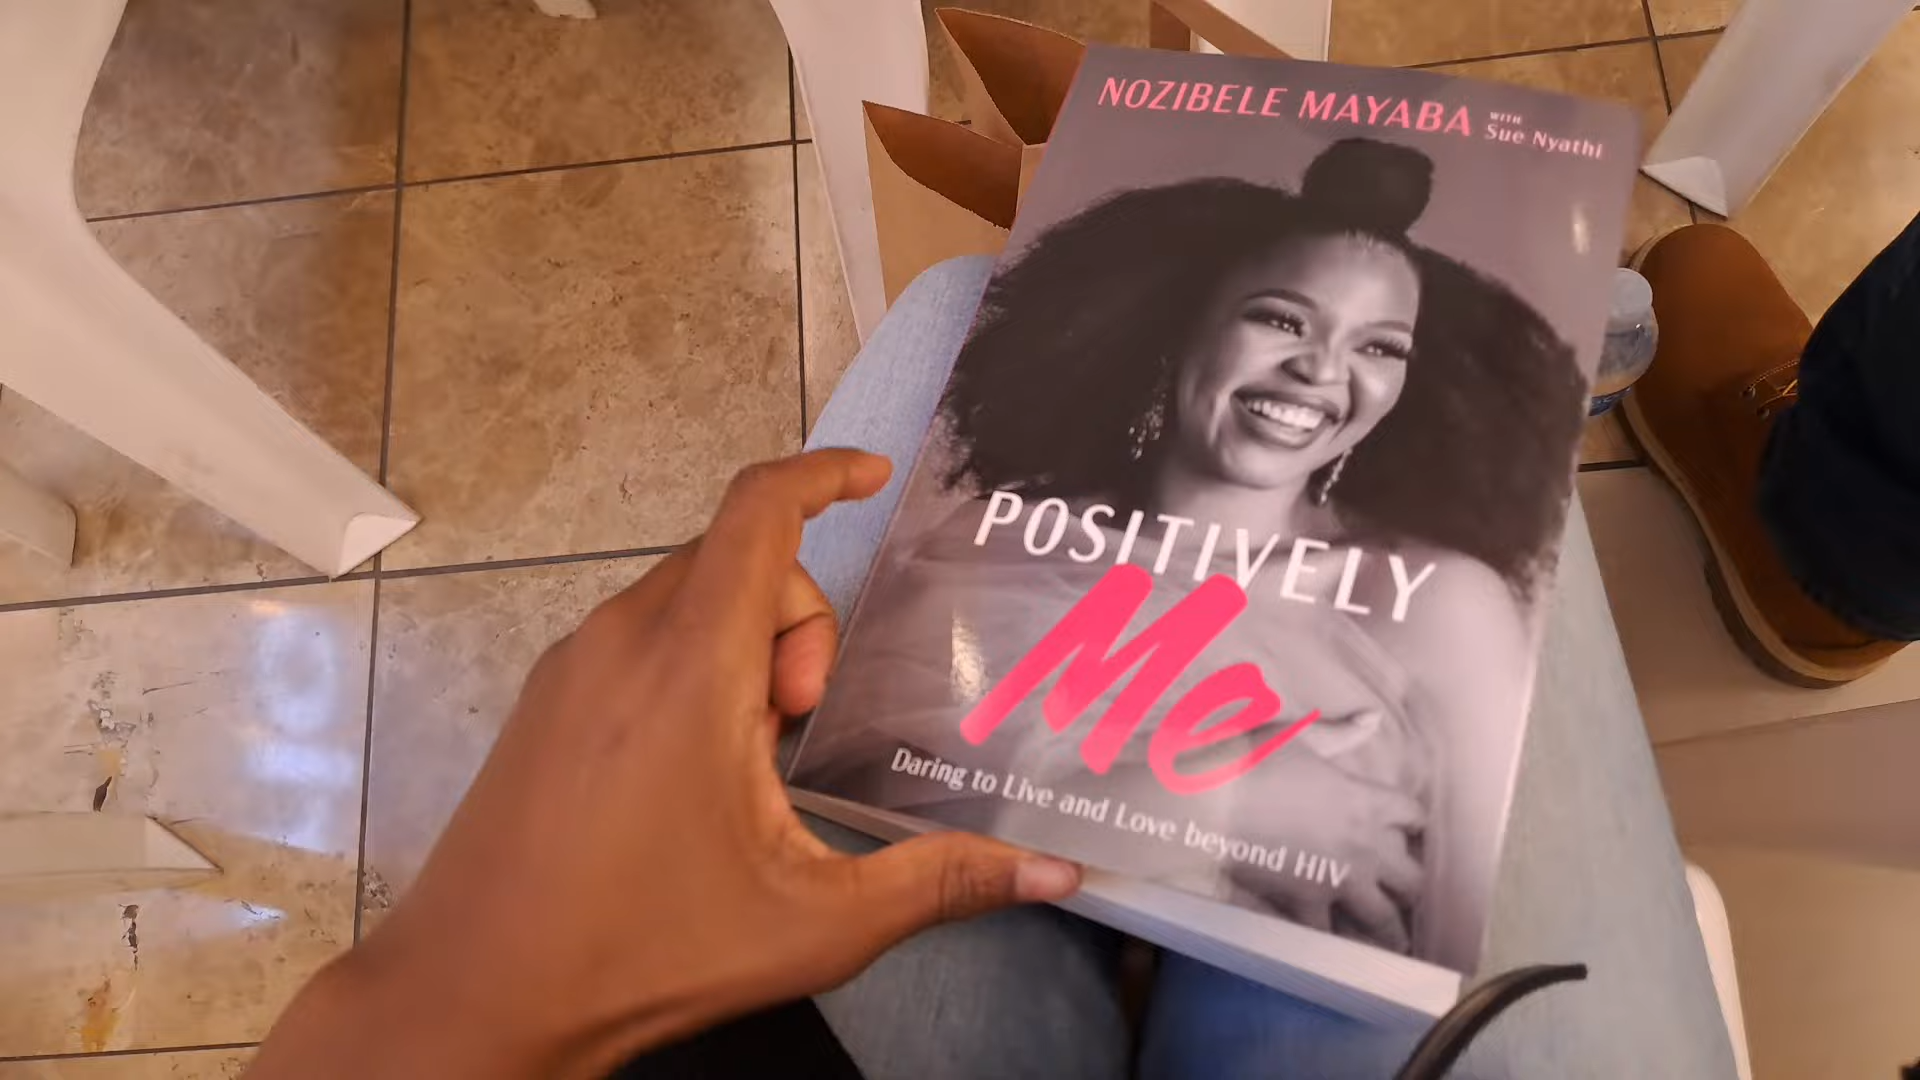 NOZIBELE MAYABA WITH Sue Nyathi
POSITIVELY
Me
Daring to Live and Love beyond HIV